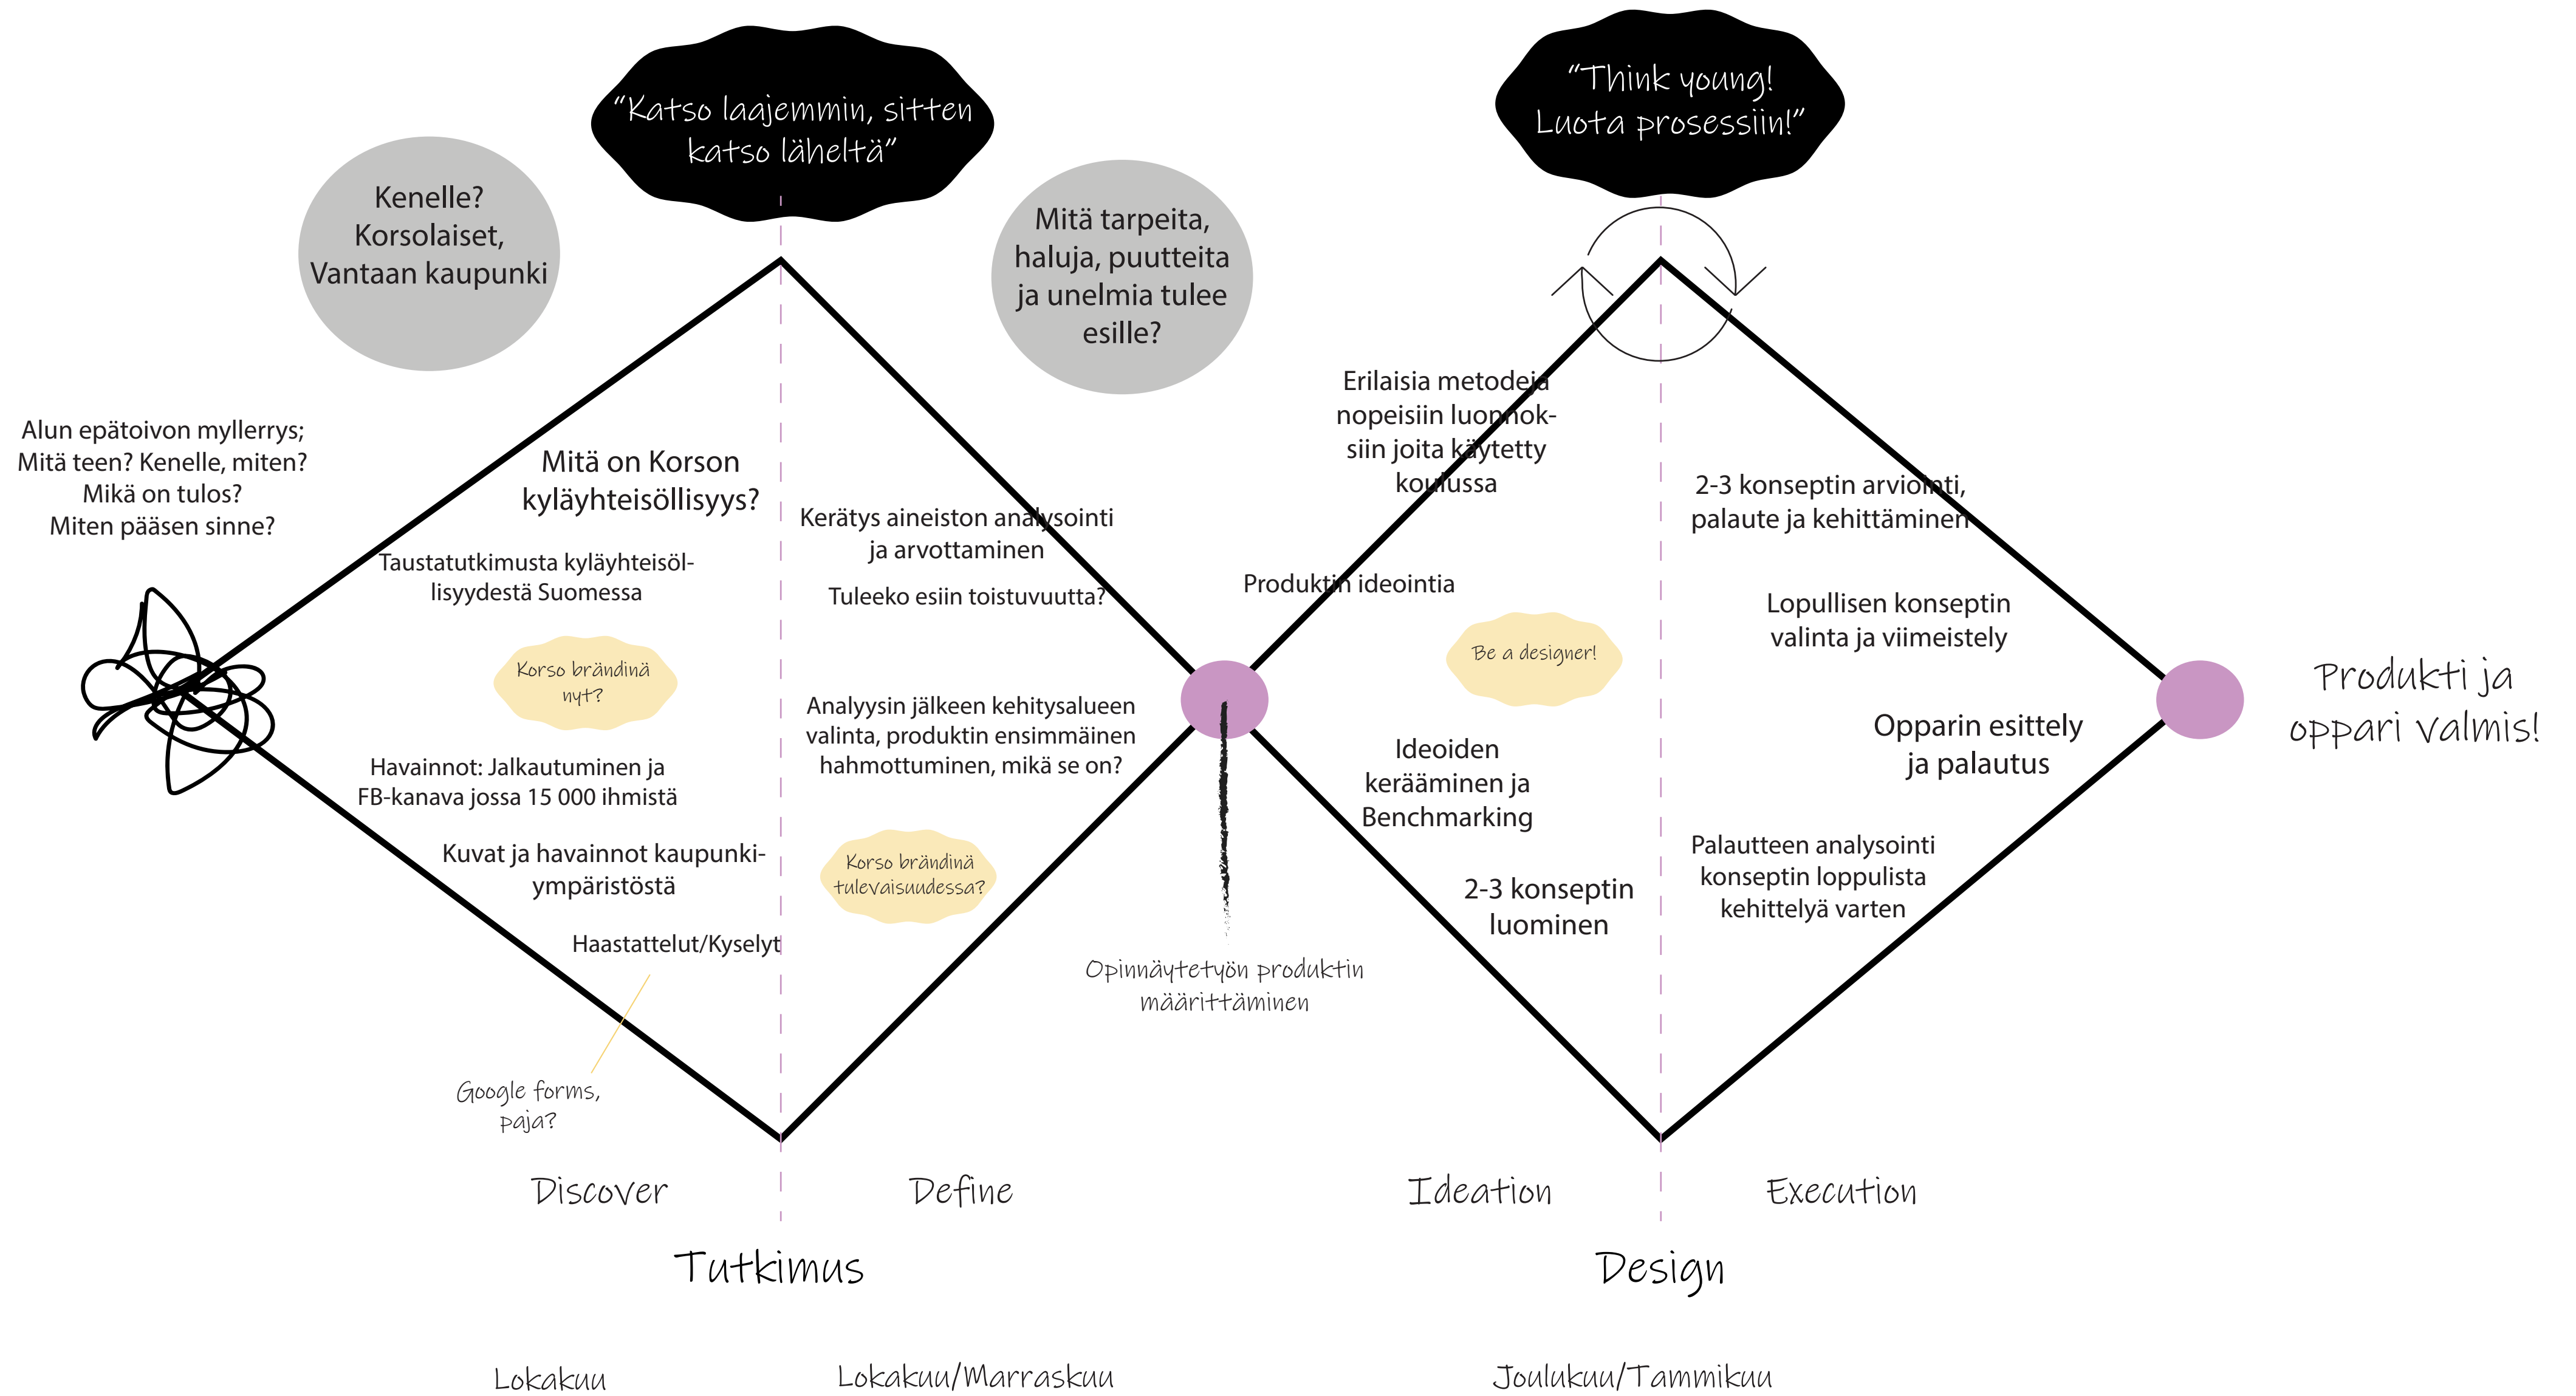 “Katso laajemmin, sitten
katso läheltä”
“Think young!
Luota prosessiin!”
Kenelle?
Korsolaiset,
Vantaan kaupunki
Mitä tarpeita,
haluja, puutteita
ja unelmia tulee
esille?
Alun epätoivon myllerrys;
Mitä teen? Kenelle, miten?
Mikä on tulos?
Miten pääsen sinne?
Mitä on Korson
kyläyhteisöllisyys?
Taustatutkimusta kyläyhteisöl-
lisyydestä Suomessa
Korso brändinä
nyt?
Havainnot: Jalkautuminen ja
FB-kanava jossa 15 000 ihmistä
Kuvat ja havainnot kaupunki-
ympäristöstä
Haastattelut/Kyselyt
Google forms,
paja?
Kerätys aineiston analysointi
ja arvottaminen
Tuleeko esiin toistuvuutta?
Analyysin jälkeen kehitysalueen
valinta, produktin ensimmäinen
hahmottuminen, mikä se on?
Korso brändinä
tulevaisuudessa?
Opinnäytetyön produktin
määrittäminen
Erilaisia metodeja
nopeisiin luonnok-
siin joita käytetty
koulussa
Produktin ideointia
Be a designer!
Ideoiden
kerääminen ja
Benchmarking
2-3 konseptin
luominen
2-3 konseptin arviointi,
palaute ja kehittäminen
Lopullisen konseptin
valinta ja viimeistely
Opparin esittely
ja palautus
Palautteen analysointi
konseptin loppulista
kehittelyä varten
Produkti ja
oppari valmis!
Discover
Define
Ideation
Execution
Tutkimus
Design
Lokakuu
Lokakuu/Marraskuu
Joulukuu/Tammikuu